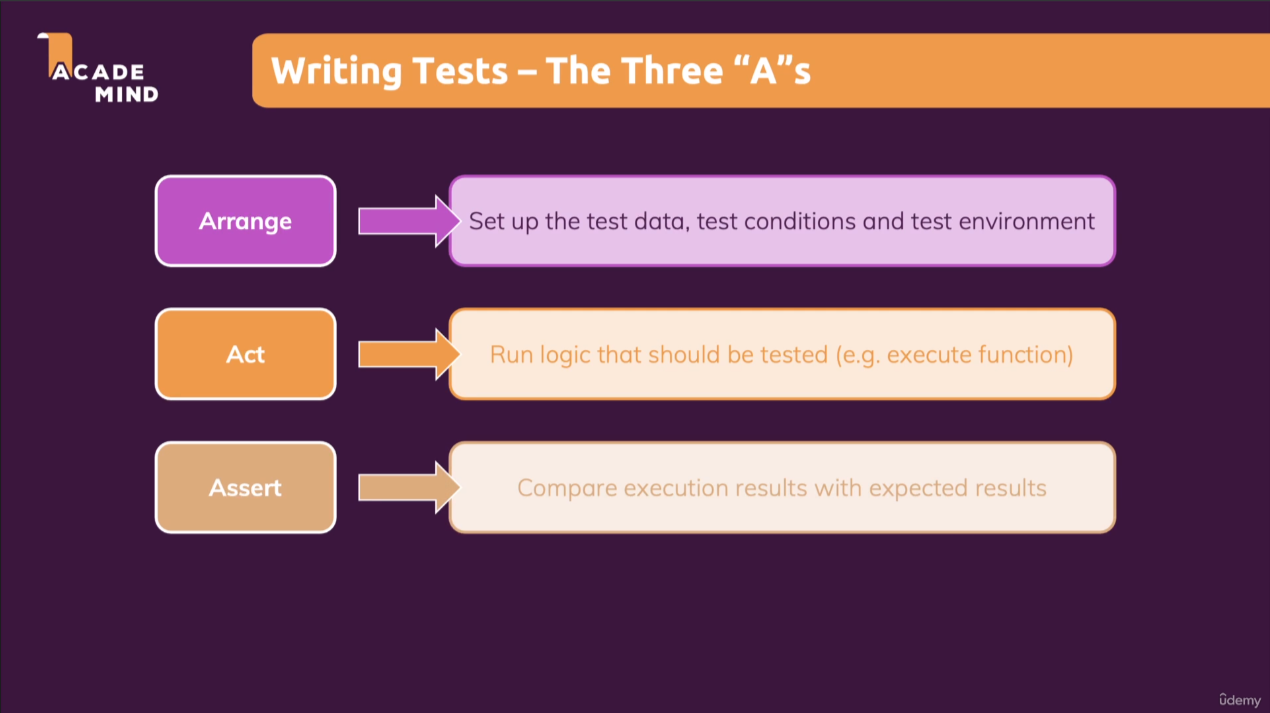 ACADE
MIND
Writing Tests – The Three “A”s
Arrange
Set up the test data, test conditions and test environment
Act
Run logic that should be tested (e.g. execute function)
Assert
Compare execution results with expected results
udemy